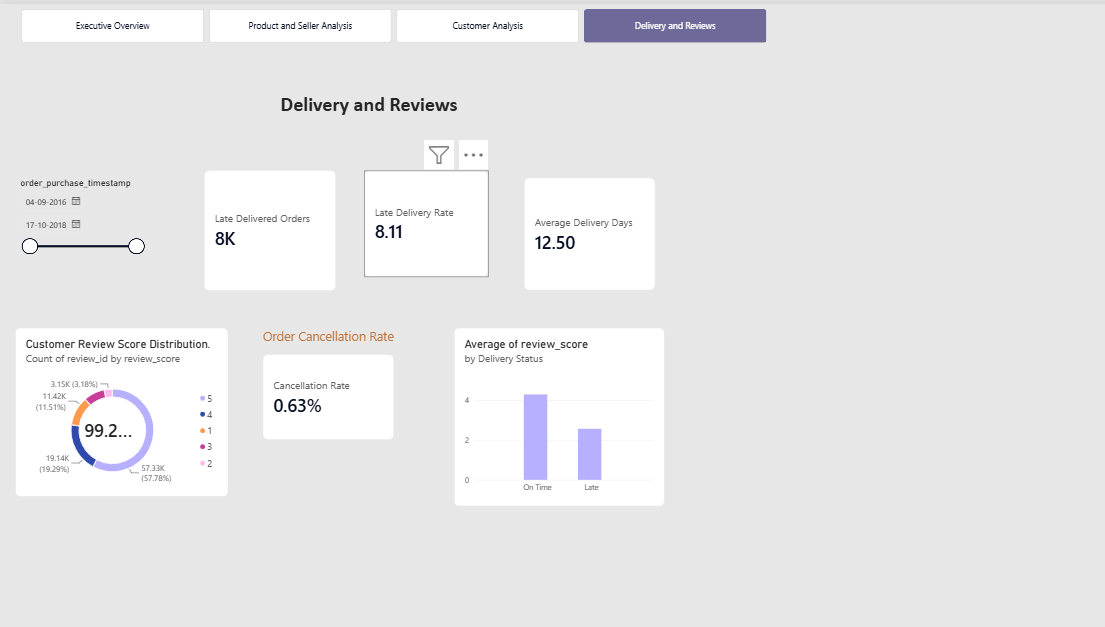 Executive Overview
Product and Seller Analysis
Customer Analysis
Delivery and Reviews
Delivery and Reviews
order_purchase_timestamp
04-09-2016
17-10-2018
Late Delivered Orders
8K
Late Delivery Rate
8.11
Average Delivery Days
12.50
Customer Review Score Distribution.
Count of review_id by review_score
3.15K (3.18%)
11.42K
(11.51%)
99.2...
19.14K
(19.29%)
57.33K
(57.78%)
5
4
1
3
2
Order Cancellation Rate
Cancellation Rate
0.63%
Average of review_score
by Delivery Status
4
2
0
On Time
Late